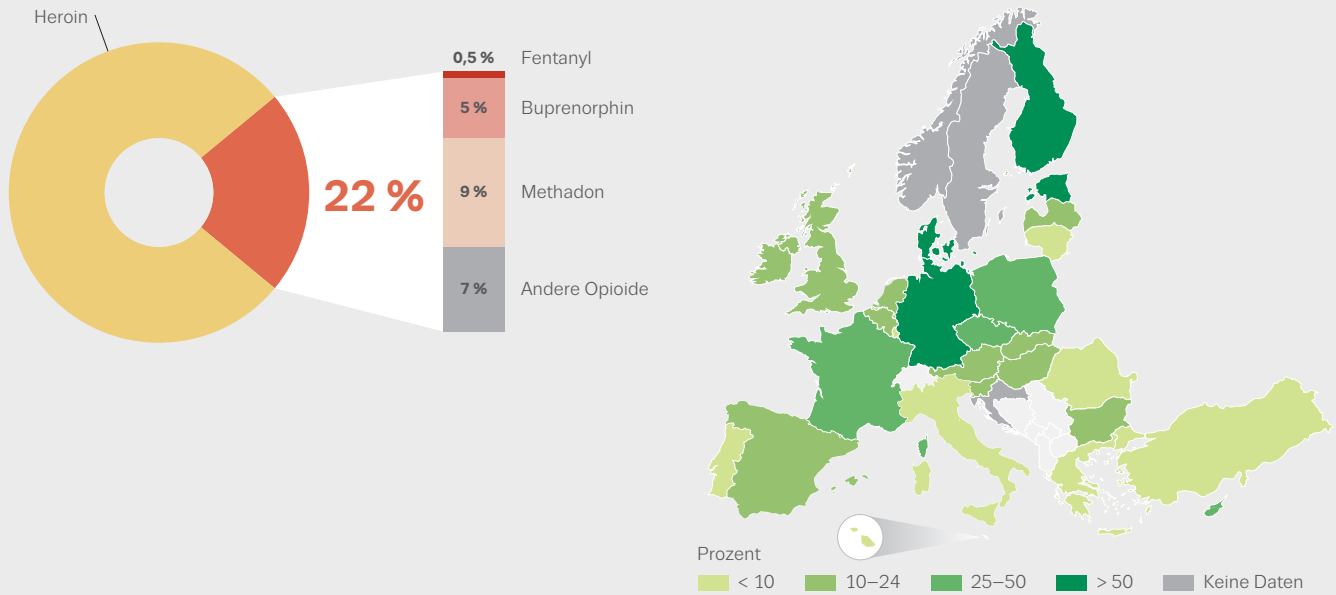 Heroin
0,5 % Fentanyl
5 % Buprenorphin
22 %
9 % Methadon
7 % Andere Opioide
Prozent
< 10 10–24 25–50 > 50 Keine Daten